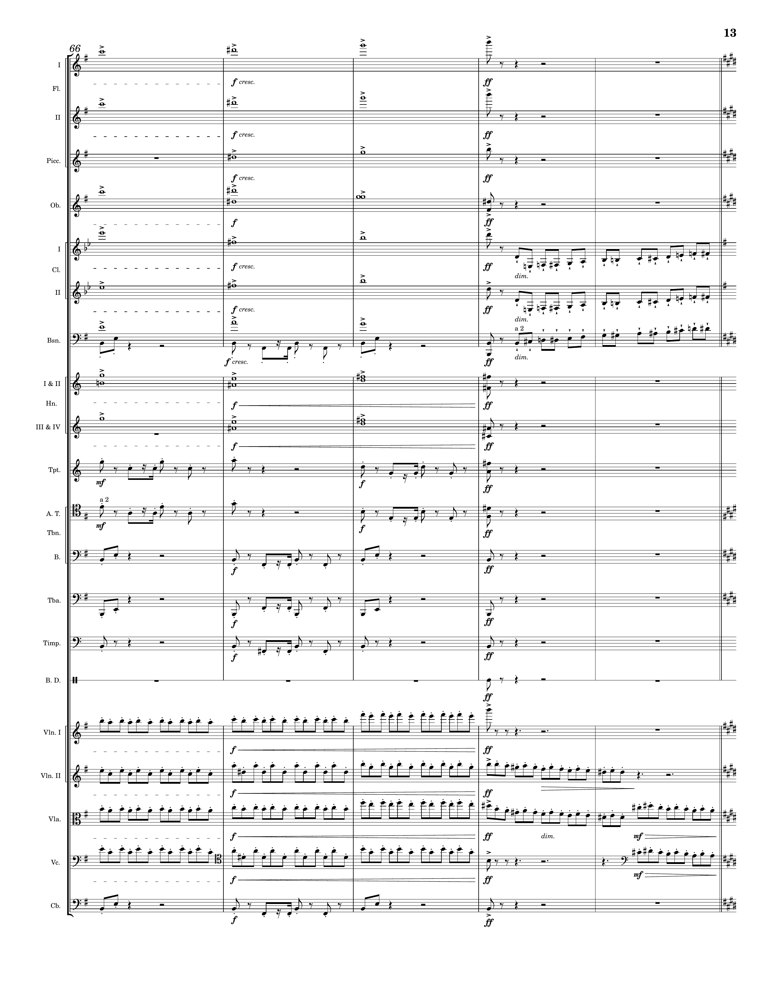 13
66
I
Fl.
f cresc.
ff
II
f cresc.
ff
Picc.
f cresc.
ff
Ob.
f
ff
I
f cresc.
ff
dim.
Cl.
II
f cresc.
ff
dim.
a 2
Bsn.
f cresc.
ff
dim.
I & II
Hn.
f
ff
III & IV
f
ff
Tpt.
mf
f
ff
a 2
A. T.
mf
f
ff
Tbn.
B.
f
ff
Tba.
f
ff
Timp.
f
ff
B. D.
ff
Vln. I
f
ff
Vln. II
f
ff
Vla.
f
ff
dim.
mf
Vc.
f
ff
mf
Cb.
f
ff